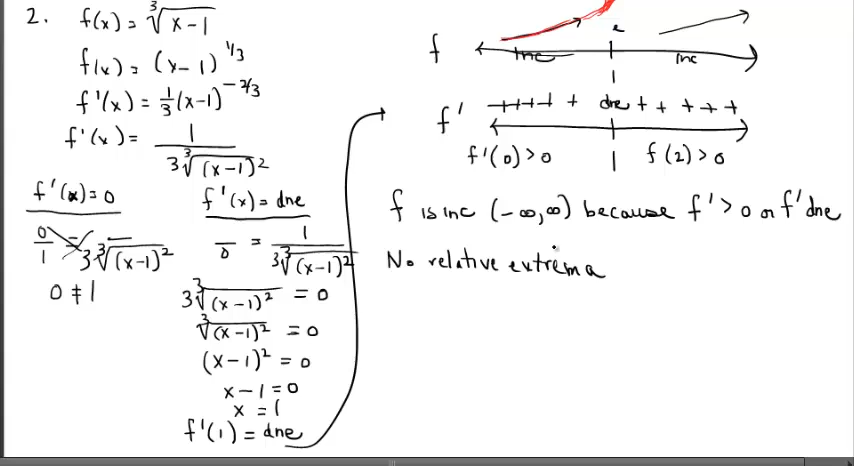 2. f(x) = ∛(x-1)
f(x) = (x-1)^1/3
f'(x) = 1/3 (x-1)^-2/3
f'(x) = 1 / 3∛(x-1)²
f'(x) = 0
0/1 = — / 3∛(x-1)²
0 ≠ 1
f'(x) = dne
— / 0 = 1 / 3∛(x-1)²
3∛(x-1)² = 0
∛(x-1)² = 0
(x-1)² = 0
x-1 = 0
x = 1
f'(1) = dne
f inc inc
1
f' ++++ + dne + + + + +
f'(0) > 0 1 f(2) > 0
f is inc (-∞,∞) because f' > 0 or f' dne
No relative extrema